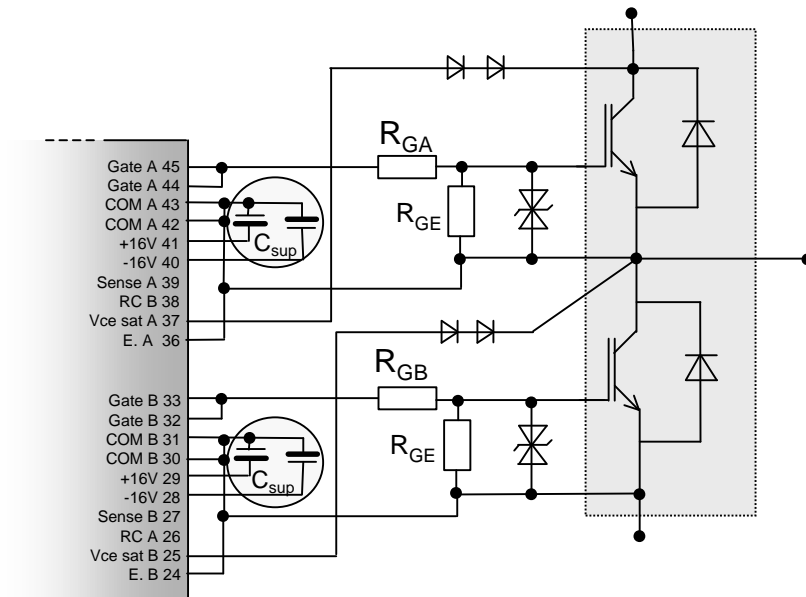 Gate A 45
Gate A 44
COM A 43
COM A 42
+16V 41
-16V 40
Sense A 39
RC B 38
Vce sat A 37
E. A 36
Csup
RGA
RGE
Gate B 33
Gate B 32
COM B 31
COM B 30
+16V 29
-16V 28
Sense B 27
RC A 26
Vce sat B 25
E. B 24
Csup
RGB
RGE